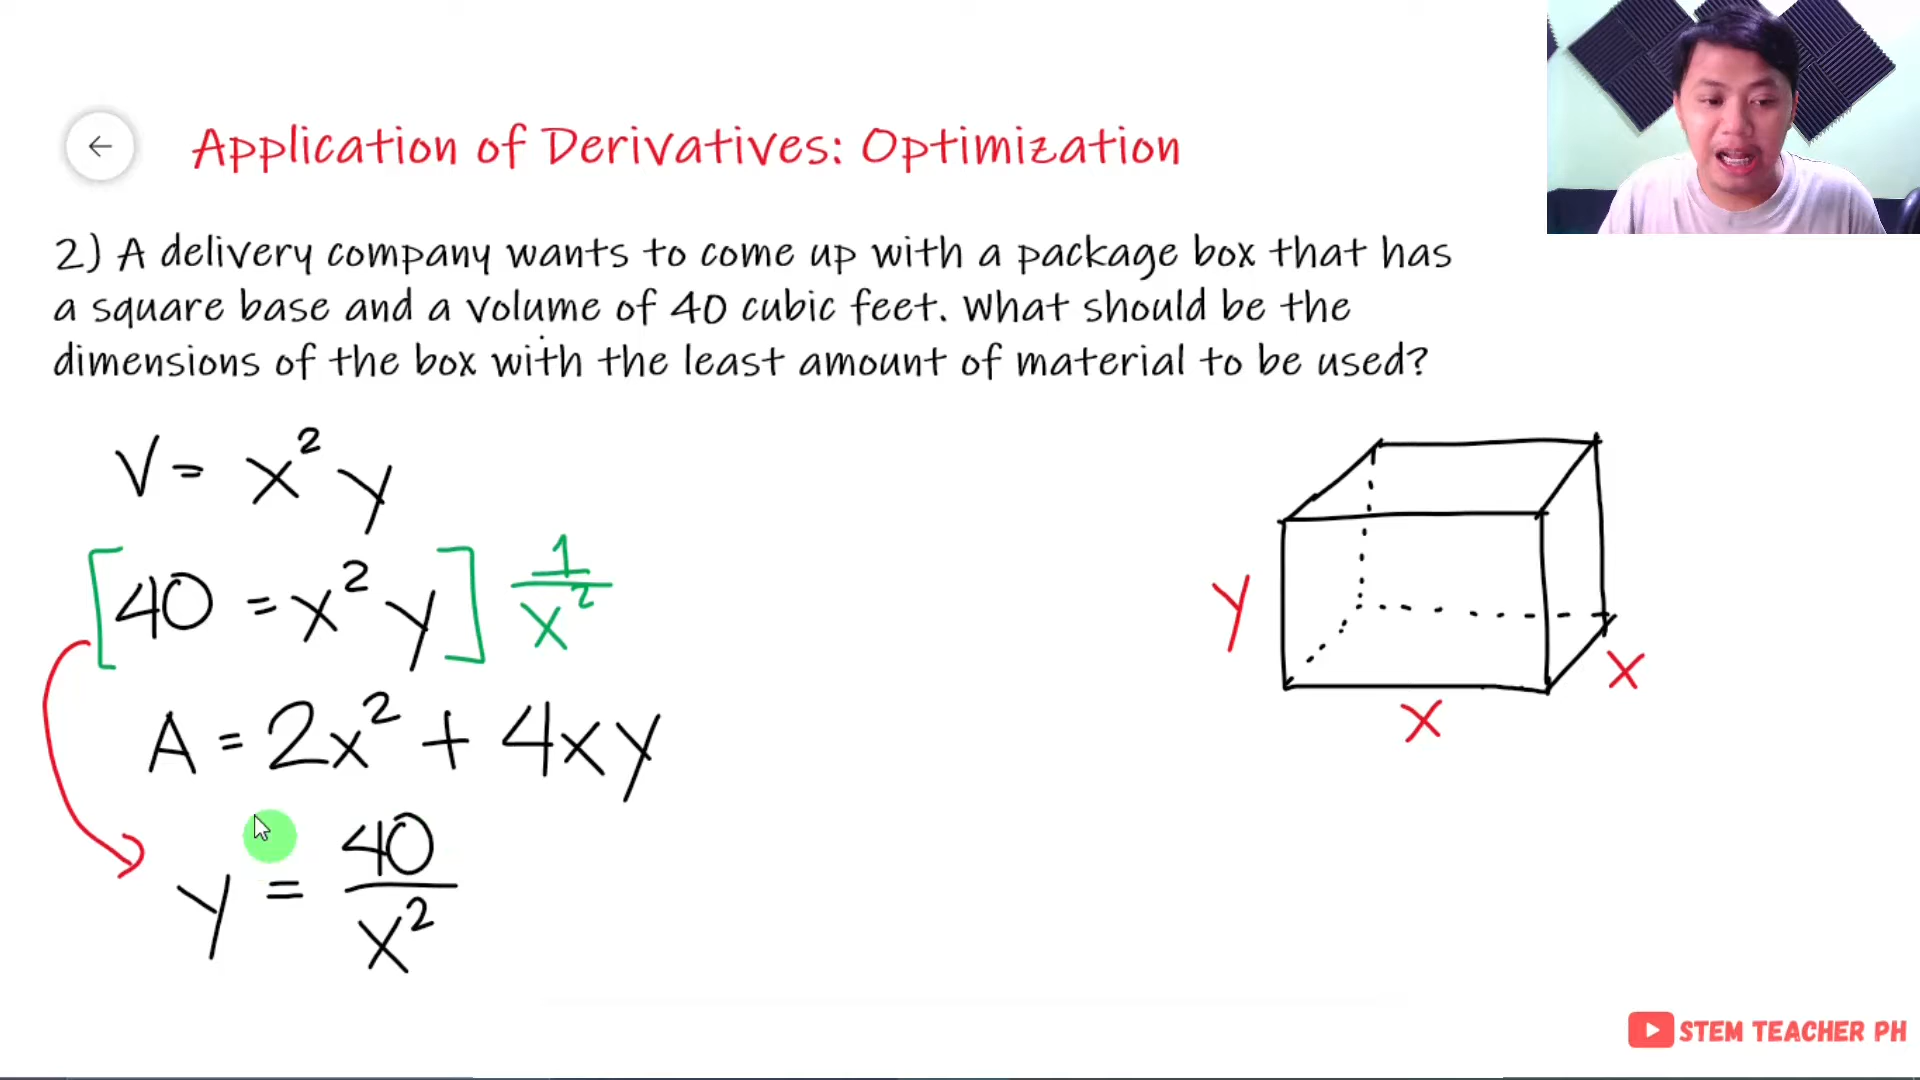 Application of Derivatives: Optimization
2) A delivery company wants to come up with a package box that has
a square base and a volume of 40 cubic feet. What should be the
dimensions of the box with the least amount of material to be used?
V = x² y
[40 = x² y] 1/x²
A = 2x² + 4xy
y = 40/x²
y
x
x
STEM TEACHER PH